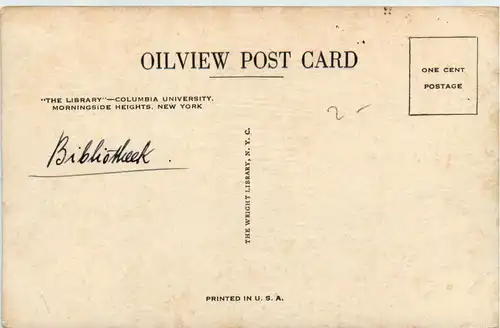 OILVIEW POST CARD
ONE CENT
POSTAGE
"THE LIBRARY"—COLUMBIA UNIVERSITY.
MORNINGSIDE HEIGHTS. NEW YORK
2-
Bibliotheek.
THE WRIGHT LIBRARY, N. Y. C.
PRINTED IN U. S. A.